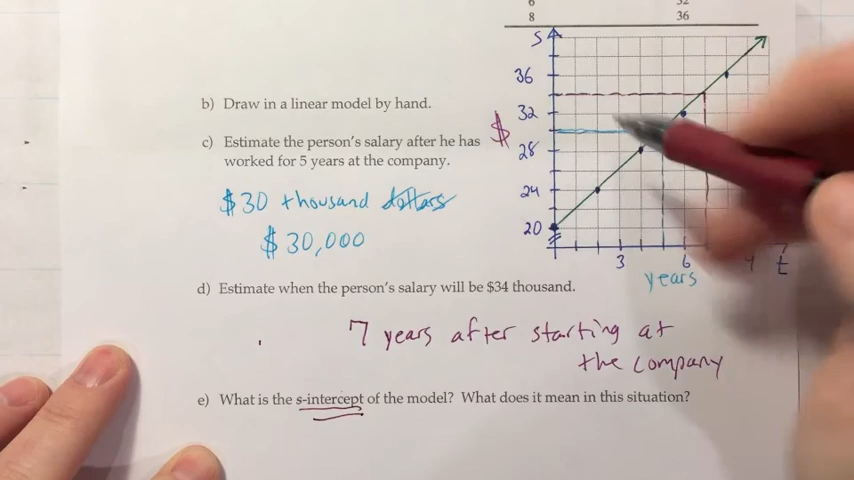 8 36
S
36
b) Draw in a linear model by hand.
$ 32
c) Estimate the person's salary after he has
worked for 5 years at the company.
28
24
$30 thousand dollars
20
$30,000
3 6
t
years
d) Estimate when the person's salary will be $34 thousand.
7 years after starting at
the company
e) What is the s-intercept of the model? What does it mean in this situation?